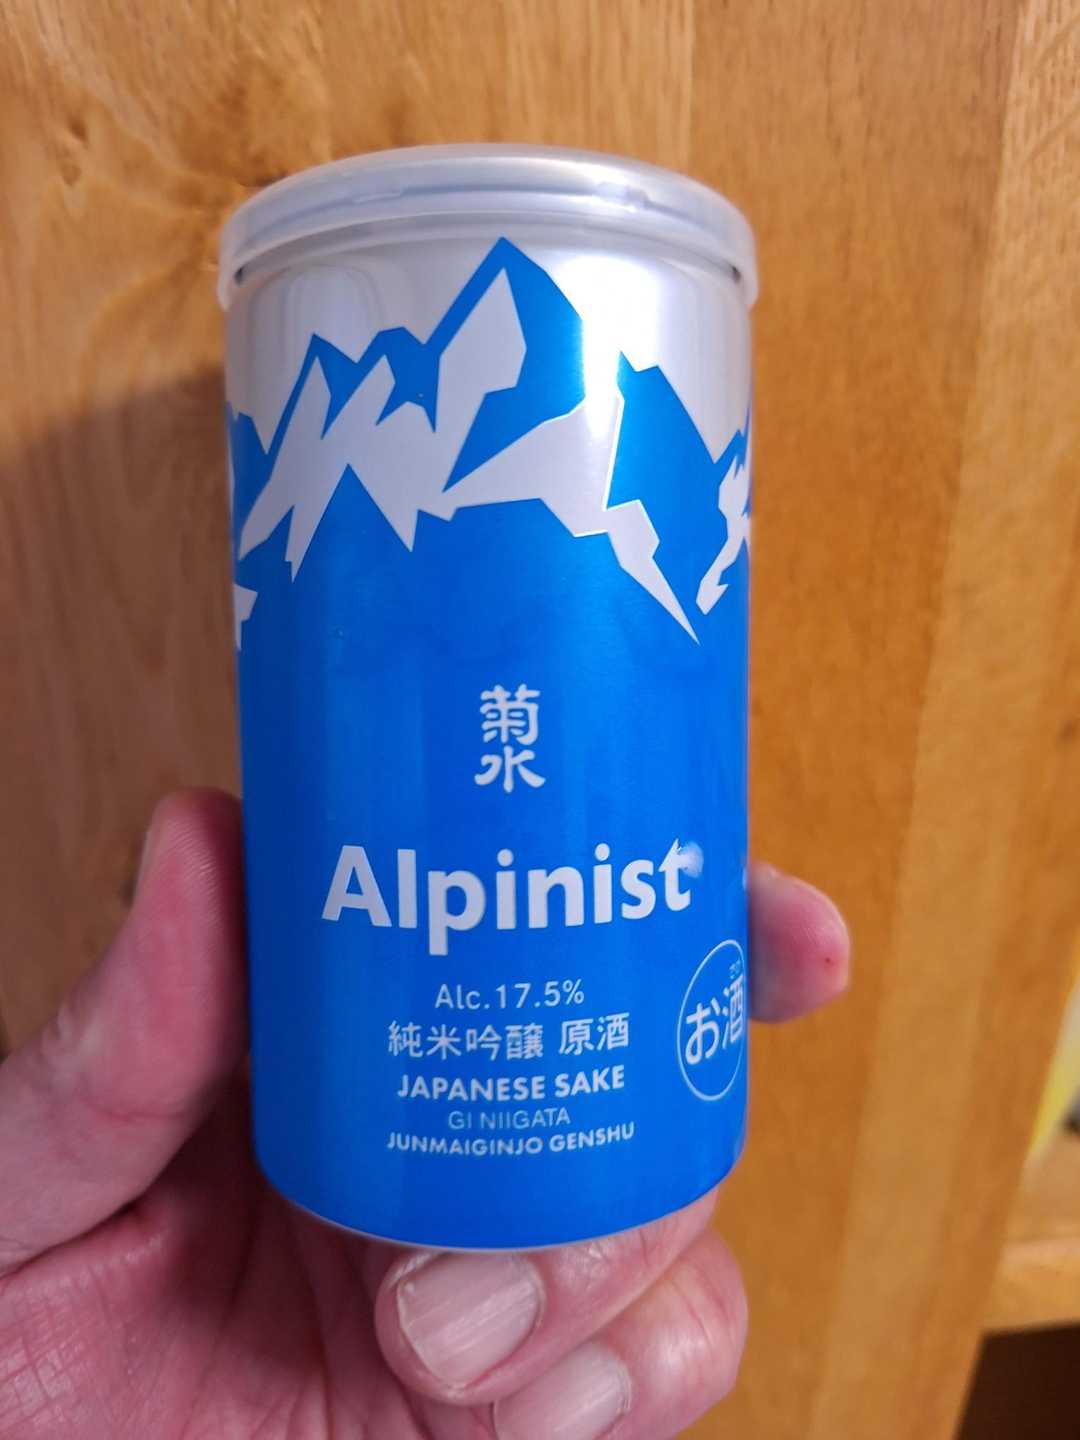 菊水
Alpinist
Alc.17.5%
純米吟醸 原酒
JAPANESE SAKE
GI NIIGATA
JUNMAIGINJO GENSHU
お酒